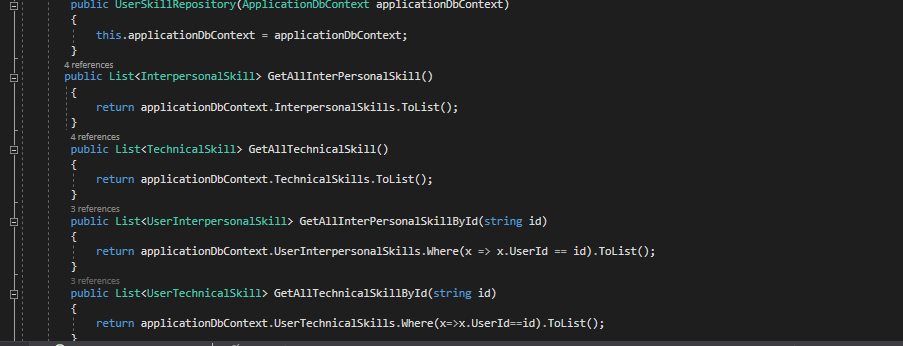 public UserSkillRepository(ApplicationDbContext applicationDbContext)
{
this.applicationDbContext = applicationDbContext;
}
4 references
public List<InterpersonalSkill> GetAllInterPersonalSkill()
{
return applicationDbContext.InterpersonalSkills.ToList();
}
4 references
public List<TechnicalSkill> GetAllTechnicalSkill()
{
return applicationDbContext.TechnicalSkills.ToList();
}
3 references
public List<UserInterpersonalSkill> GetAllInterPersonalSkillById(string id)
{
return applicationDbContext.UserInterpersonalSkills.Where(x => x.UserId == id).ToList();
}
3 references
public List<UserTechnicalSkill> GetAllTechnicalSkillById(string id)
{
return applicationDbContext.UserTechnicalSkills.Where(x=>x.UserId==id).ToList();
}